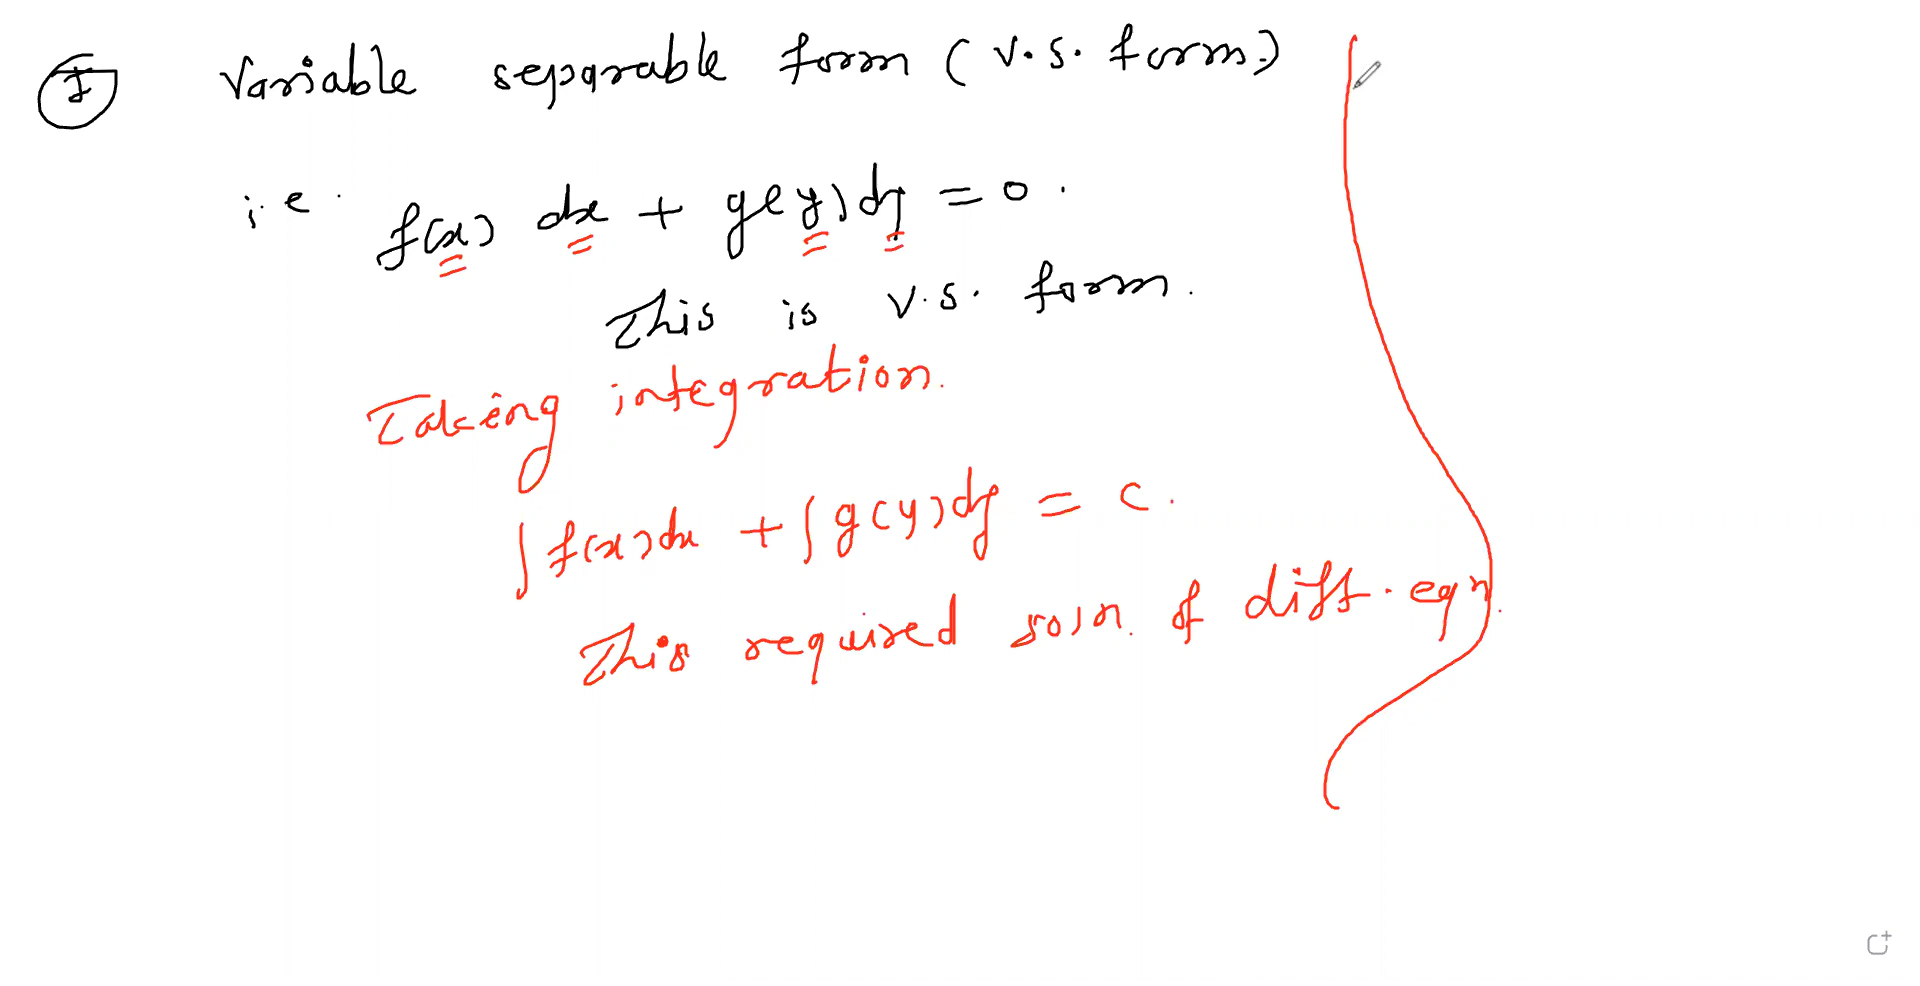 I Variable separable form (V.S. form)
i.e. f(x) dx + g(y) dy = 0.
This is V.S. form.
Taking integration.
∫ f(x) dx + ∫ g(y) dy = c.
This required soln. of diff. eqn.